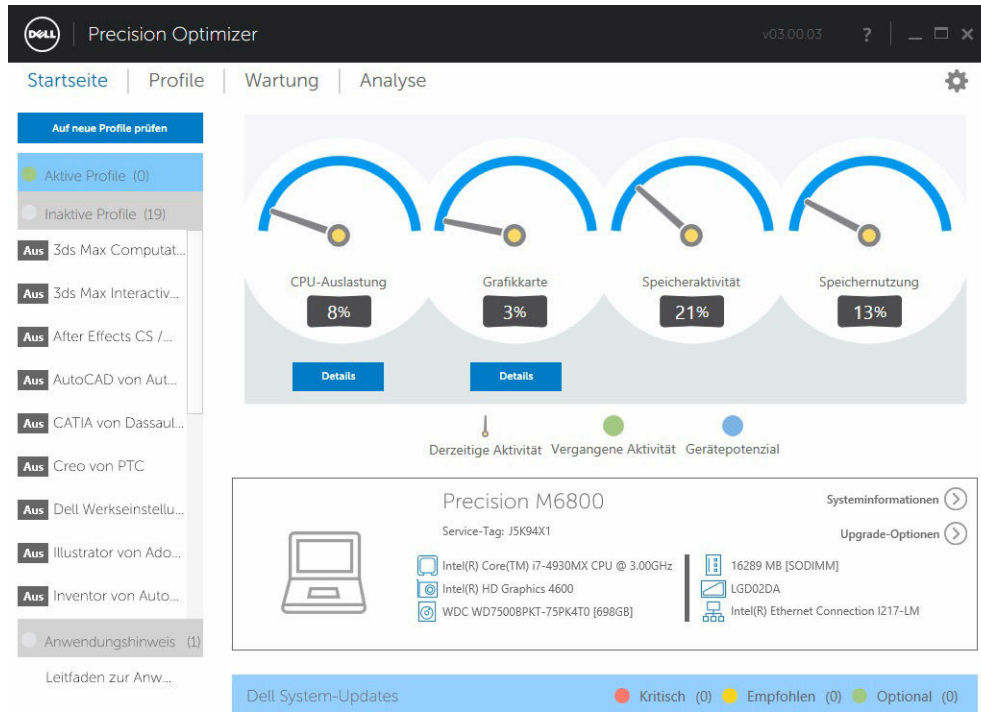 DELL Precision Optimizer v03.00.03 ?
Startseite Profile Wartung Analyse
Auf neue Profile prüfen
Aktive Profile (0)
Inaktive Profile (19)
Aus 3ds Max Computat...
Aus 3ds Max Interactiv...
Aus After Effects CS /...
Aus AutoCAD von Aut...
Aus CATIA von Dassaul...
Aus Creo von PTC
Aus Dell Werkseinstellu...
Aus Illustrator von Ado...
Aus Inventor von Auto...
Anwendungshinweis (1)
Leitfaden zur Anw...
CPU-Auslastung
8%
Details
Grafikkarte
3%
Details
Speicheraktivität
21%
Speichernutzung
13%
Derzeitige Aktivität Vergangene Aktivität Gerätepotenzial
Precision M6800
Service-Tag: J5K94X1
Intel(R) Core(TM) i7-4930MX CPU @ 3.00GHz
Intel(R) HD Graphics 4600
WDC WD7500BPKT-75PK4T0 [698GB]
Systeminformationen
Upgrade-Optionen
16289 MB [SODIMM]
LGD02DA
Intel(R) Ethernet Connection I217-LM
Dell System-Updates Kritisch (0) Empfohlen (0) Optional (0)